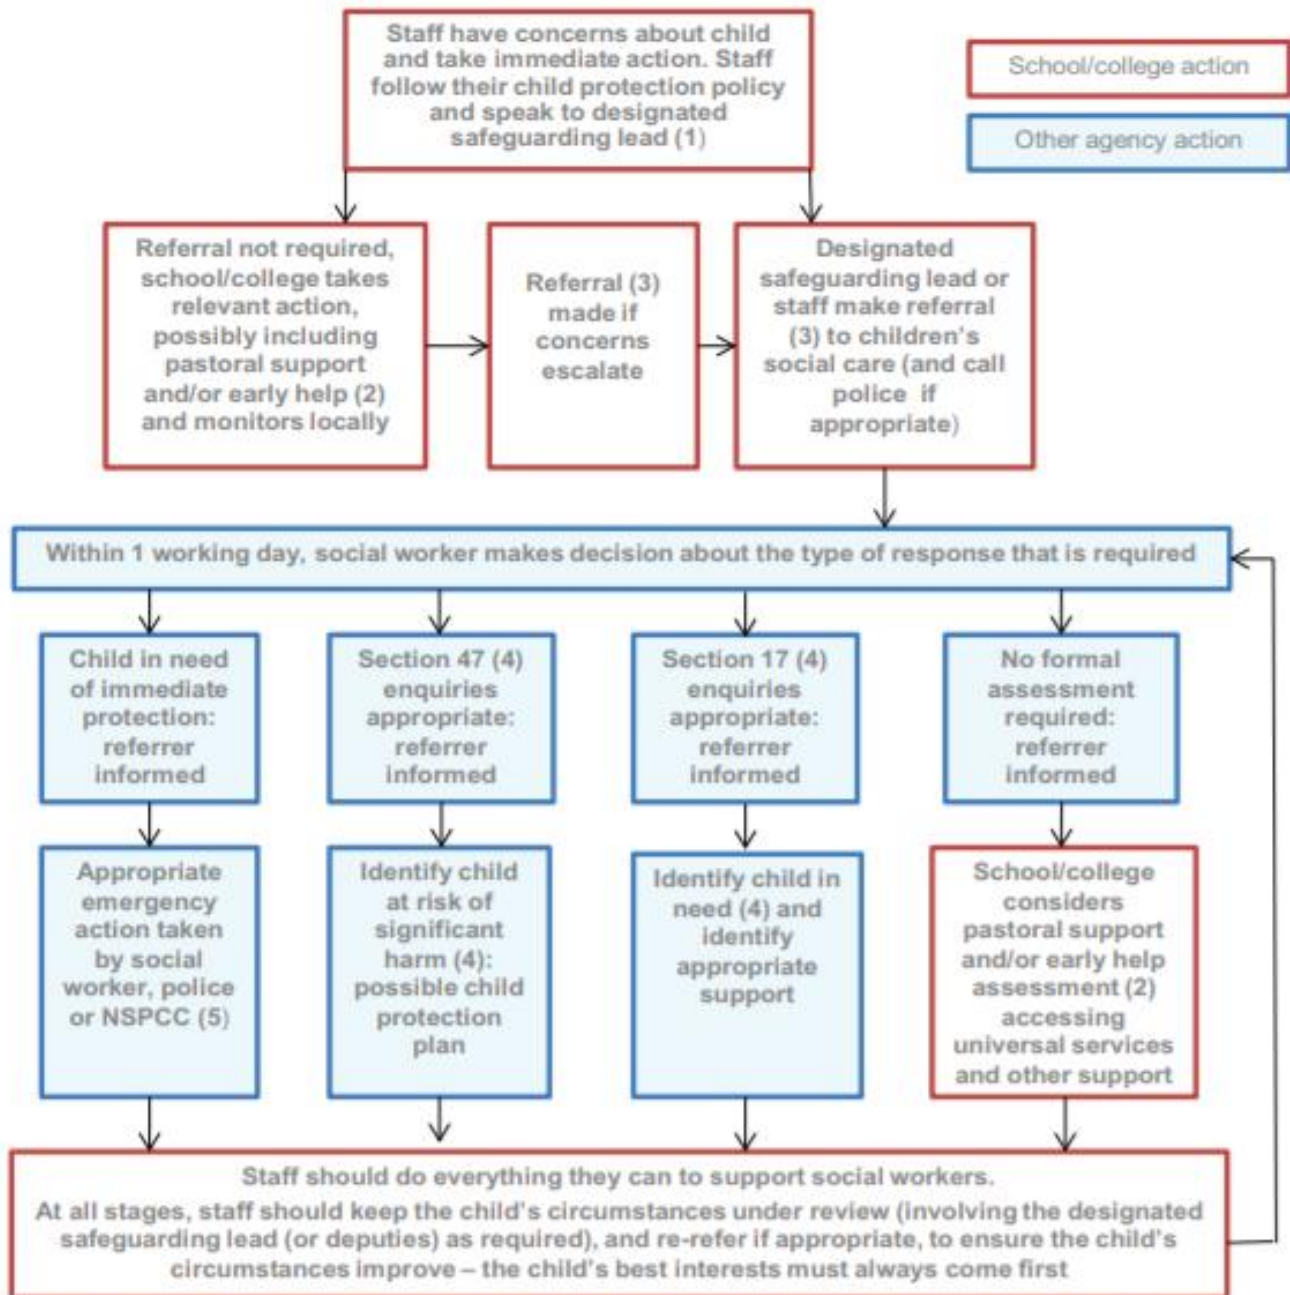 Staff have concerns about child
and take immediate action. Staff
follow their child protection policy
and speak to designated
safeguarding lead (1)
School/college action
Other agency action
Referral not required,
school/college takes
relevant action,
possibly including
pastoral support
and/or early help (2)
and monitors locally
Referral (3)
made if
concerns
escalate
Designated
safeguarding lead or
staff make referral
(3) to children's
social care (and call
police if
appropriate)
Within 1 working day, social worker makes decision about the type of response that is required
Child in need
of immediate
protection:
referrer
informed
Section 47 (4)
enquiries
appropriate:
referrer
informed
Section 17 (4)
enquiries
appropriate:
referrer
informed
No formal
assessment
required:
referrer
informed
Appropriate
emergency
action taken
by social
worker, police
or NSPCC (5)
Identify child
at risk of
significant
harm (4):
possible child
protection
plan
Identify child in
need (4) and
identify
appropriate
support
School/college
considers
pastoral support
and/or early help
assessment (2)
accessing
universal services
and other support
Staff should do everything they can to support social workers.
At all stages, staff should keep the child's circumstances under review (involving the designated
safeguarding lead (or deputies) as required), and re-refer if appropriate, to ensure the child's
circumstances improve – the child's best interests must always come first